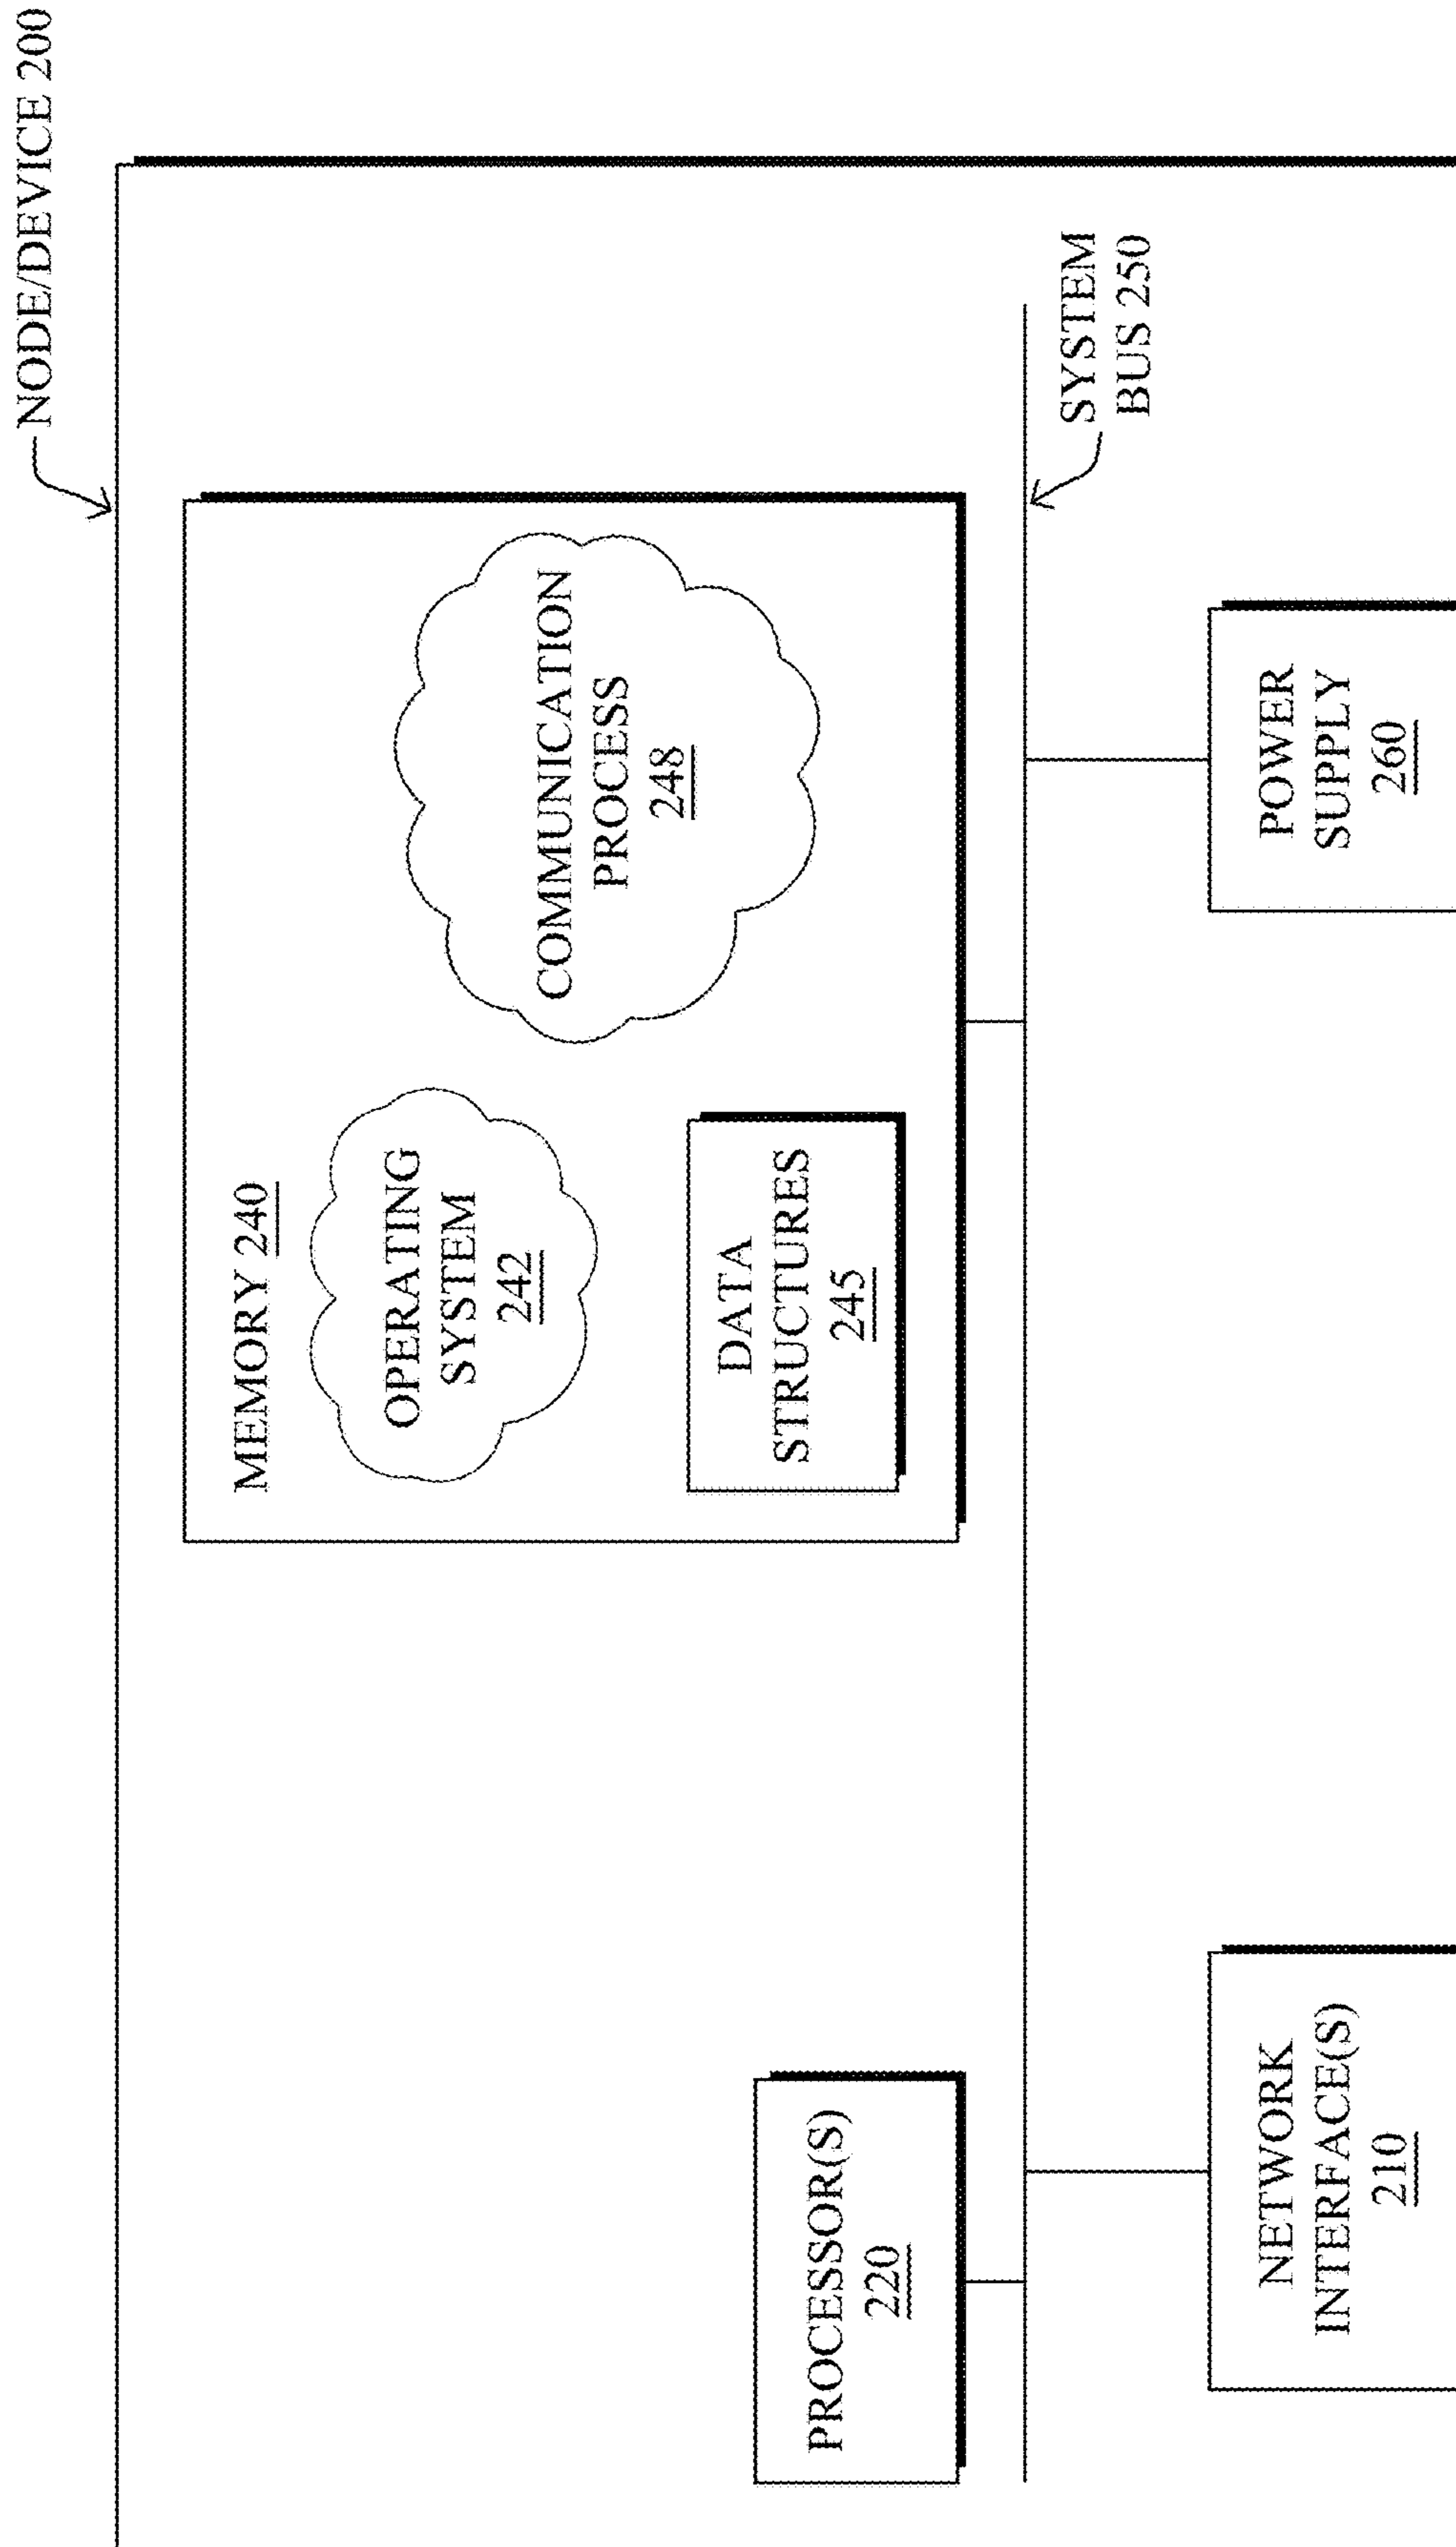 NODE/DEVICE 200
MEMORY 240
OPERATING
SYSTEM
242
COMMUNICATION
PROCESS
248
DATA
STRUCTURES
245
PROCESSOR(S)
220
SYSTEM
BUS 250
NETWORK
INTERFACE(S)
210
POWER
SUPPLY
260